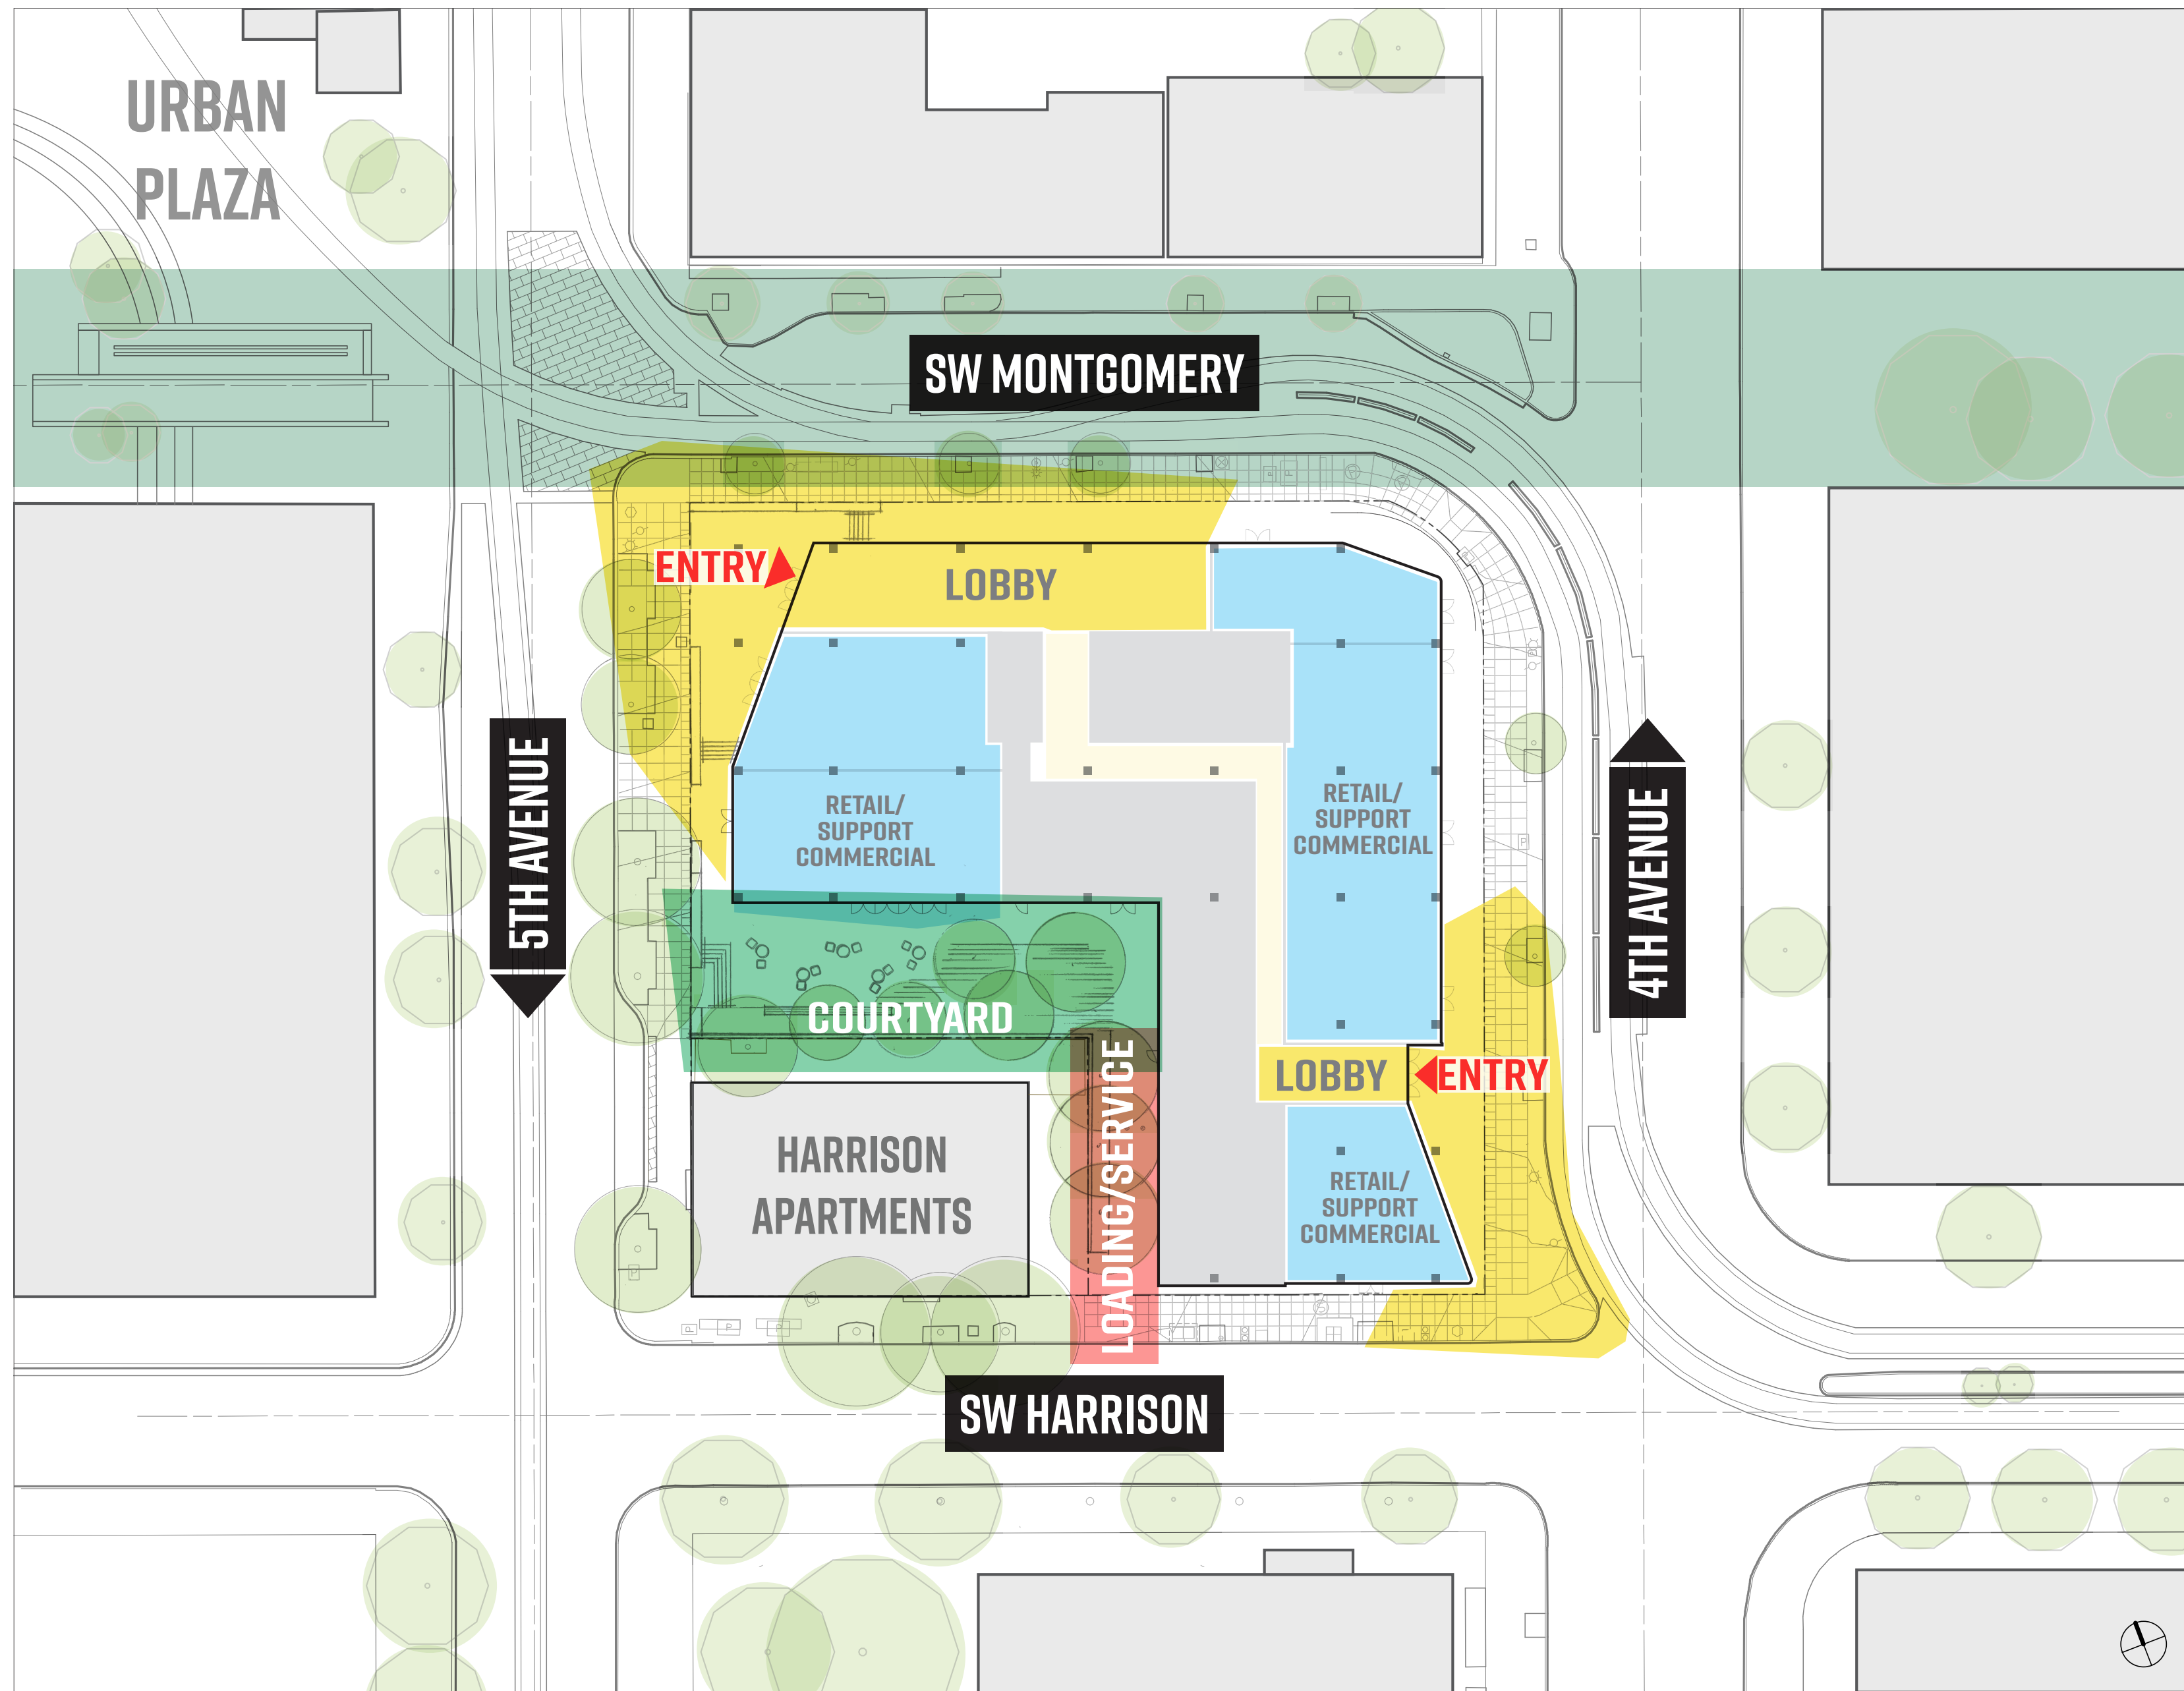 URBAN
PLAZA
SW MONTGOMERY
ENTRY
LOBBY
5TH AVENUE
RETAIL/
SUPPORT
COMMERCIAL
RETAIL/
SUPPORT
COMMERCIAL
4TH AVENUE
COURTYARD
LOADING/SERVICE
LOBBY
ENTRY
HARRISON
APARTMENTS
RETAIL/
SUPPORT
COMMERCIAL
SW HARRISON